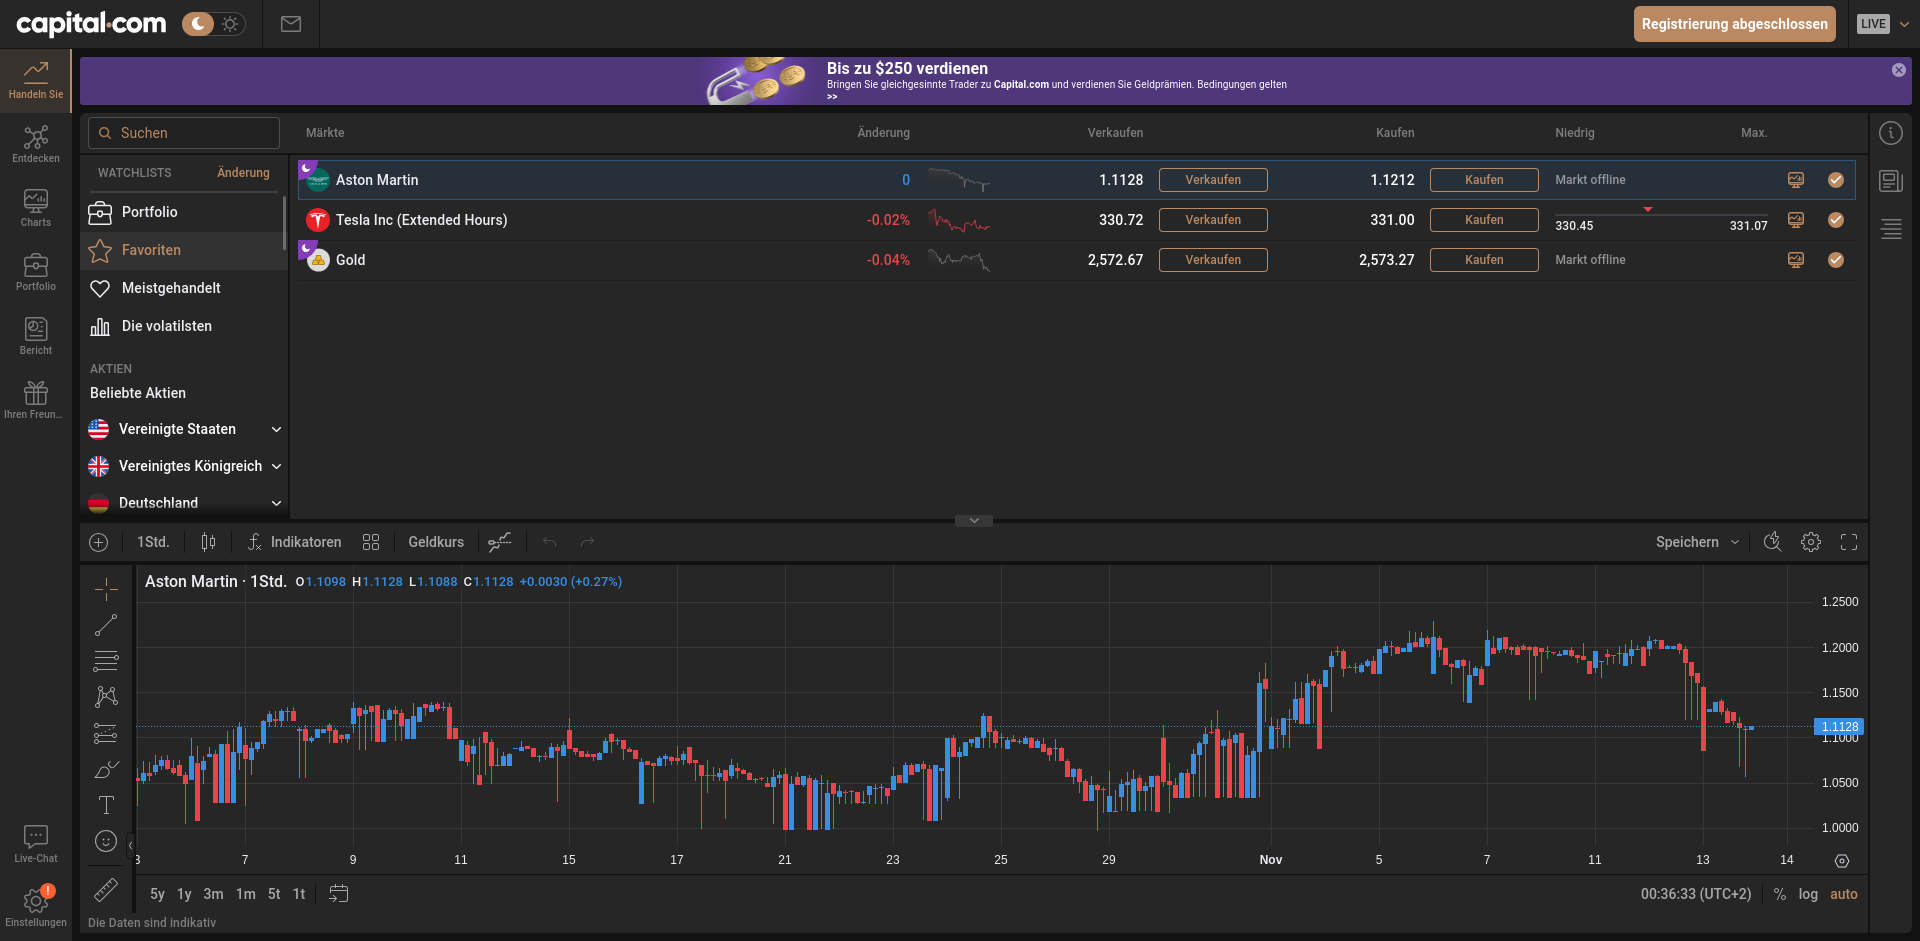 capital.com
Registrierung abgeschlossen
LIVE
Bis zu $250 verdienen
Bringen Sie gleichgesinnte Trader zu Capital.com und verdienen Sie Geldprämien. Bedingungen gelten
>>
Handeln Sie
Entdecken
Charts
Portfolio
Bericht
Ihren Freun...
Live-Chat
!
Einstellungen
Suchen
WATCHLISTS Änderung
Portfolio
Favoriten
Meistgehandelt
Die volatilsten
AKTIEN
Beliebte Aktien
Vereinigte Staaten
Vereinigtes Königreich
Deutschland
Märkte Änderung Verkaufen Kaufen Niedrig Max.
Aston Martin 0 1.1128 Verkaufen 1.1212 Kaufen Markt offline
Tesla Inc (Extended Hours) -0.02% 330.72 Verkaufen 331.00 Kaufen 330.45 331.07
Gold -0.04% 2,572.67 Verkaufen 2,573.27 Kaufen Markt offline
1Std. Indikatoren Geldkurs Speichern
Aston Martin · 1Std. O1.1098 H1.1128 L1.1088 C1.1128 +0.0030 (+0.27%)
1.2500
1.2000
1.1500
1.1128
1.1000
1.0500
1.0000
3 7 9 11 15 17 21 23 25 29 Nov 5 7 11 13 14
5y 1y 3m 1m 5t 1t 00:36:33 (UTC+2) % log auto
Die Daten sind indikativ